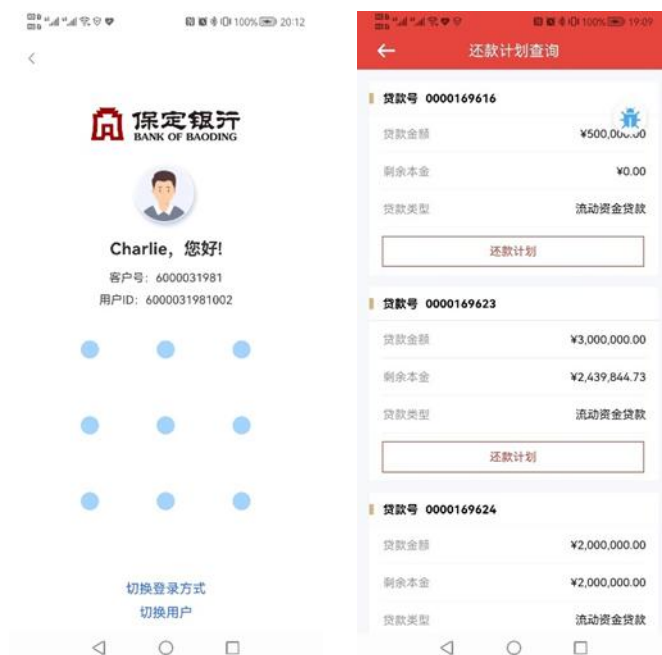 100% 20:12
保定银行
BANK OF BAODING
Charlie，您好!
客户号：6000031981
用户ID：6000031981002
切换登录方式
切换用户
100% 19:09
还款计划查询
贷款号 0000169616
贷款金额 ¥500,000.00
剩余本金 ¥0.00
贷款类型 流动资金贷款
还款计划
贷款号 0000169623
贷款金额 ¥3,000,000.00
剩余本金 ¥2,439,844.73
贷款类型 流动资金贷款
还款计划
贷款号 0000169624
贷款金额 ¥2,000,000.00
剩余本金 ¥2,000,000.00
贷款类型 流动资金贷款